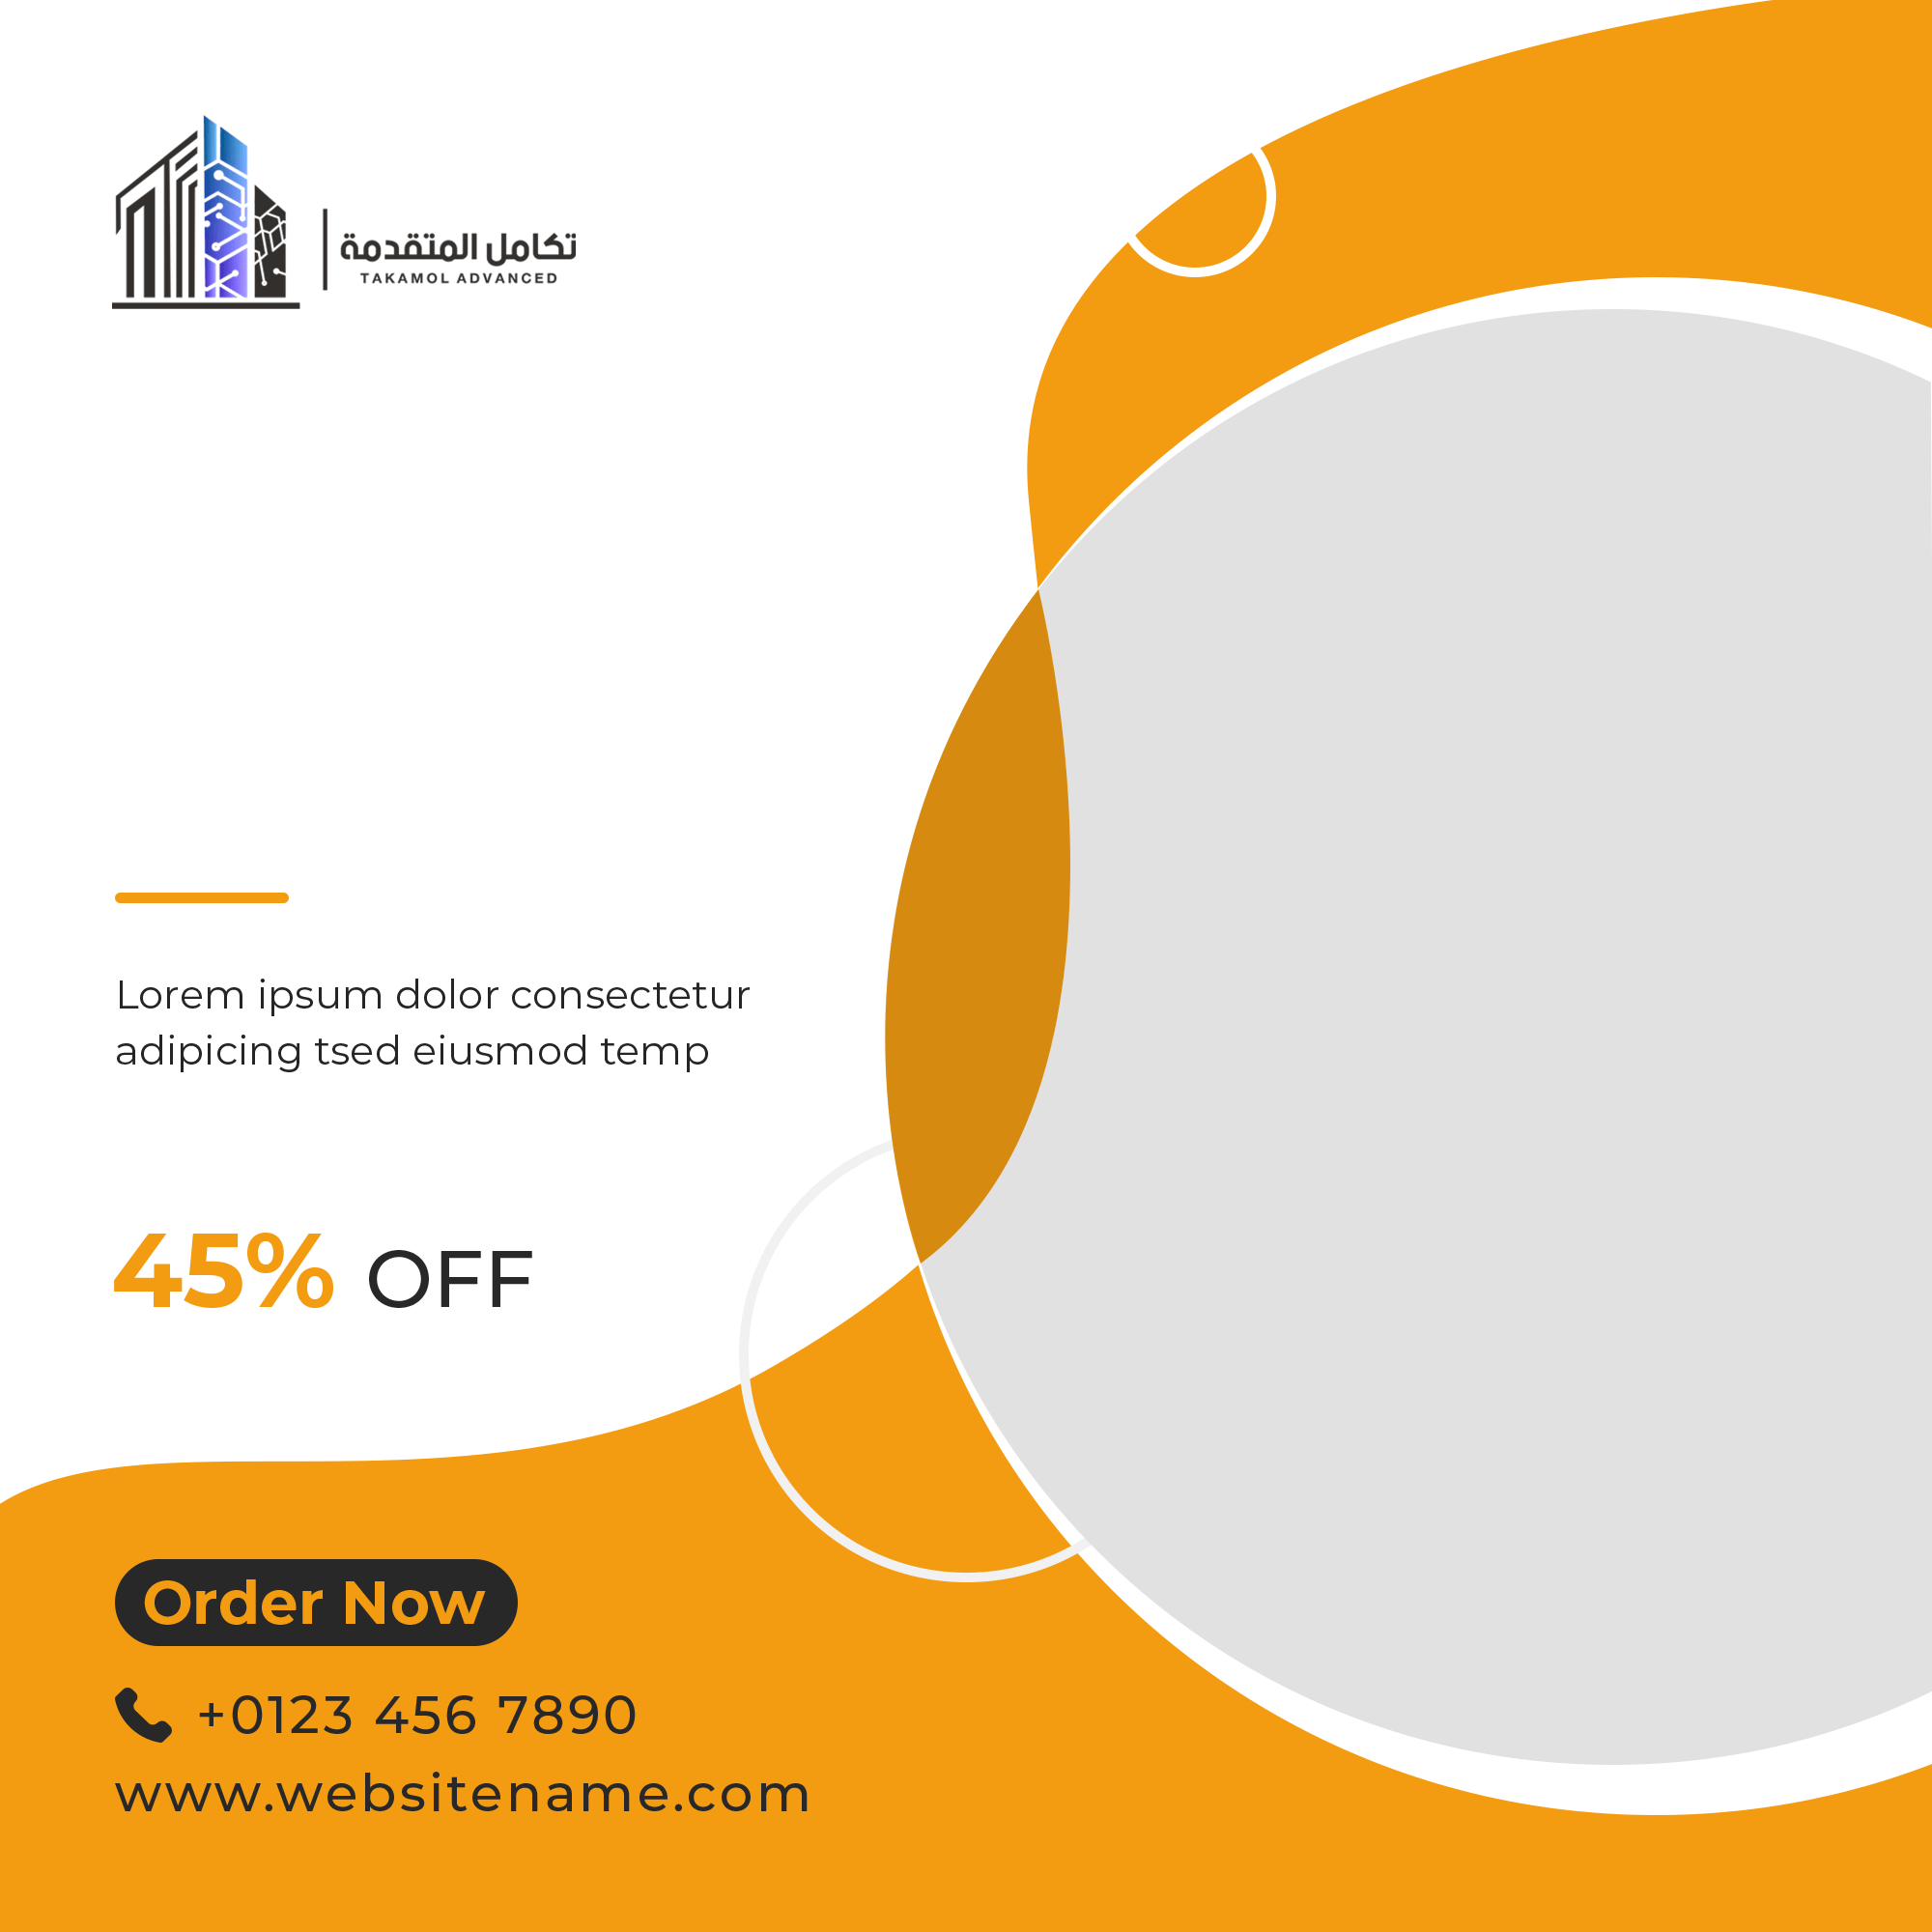 تكامل المتقدمة
TAKAMOL ADVANCED
Lorem ipsum dolor consectetur
adipicing tsed eiusmod temp
45% OFF
Order Now
+0123 456 7890
www.websitename.com